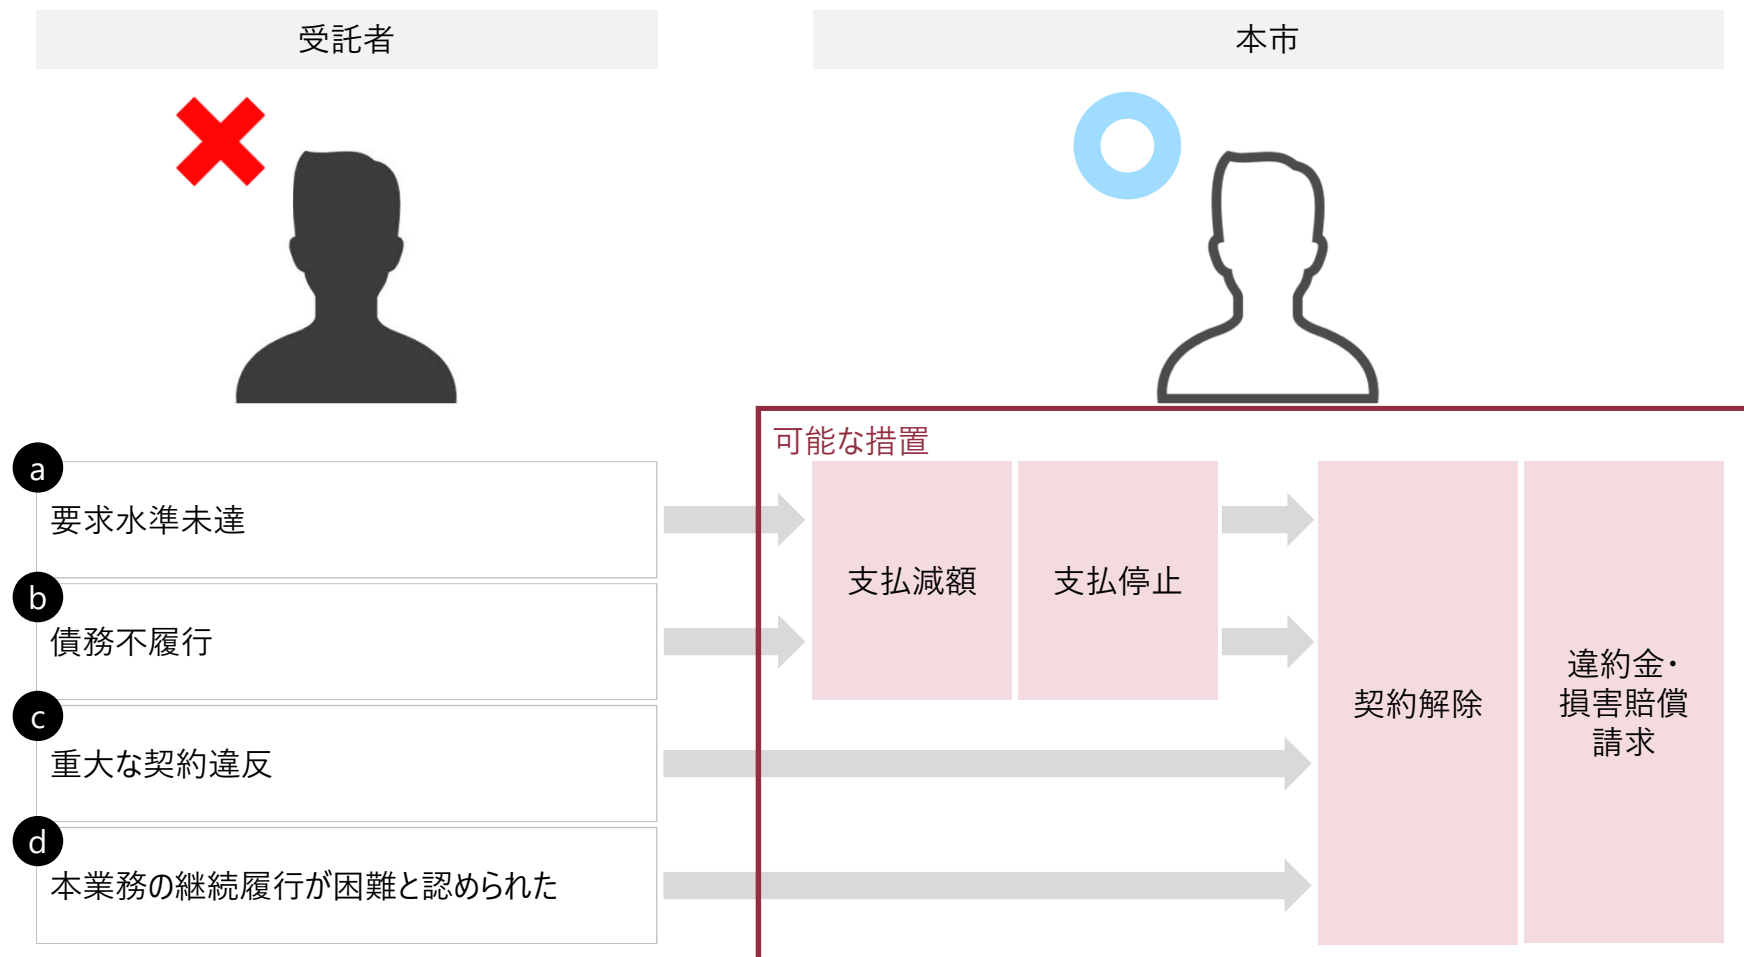 受託者
本市
可能な措置
a
要求水準未達
b
債務不履行
c
重大な契約違反
d
本業務の継続履行が困難と認められた
支払減額
支払停止
契約解除
違約金・
損害賠償
請求